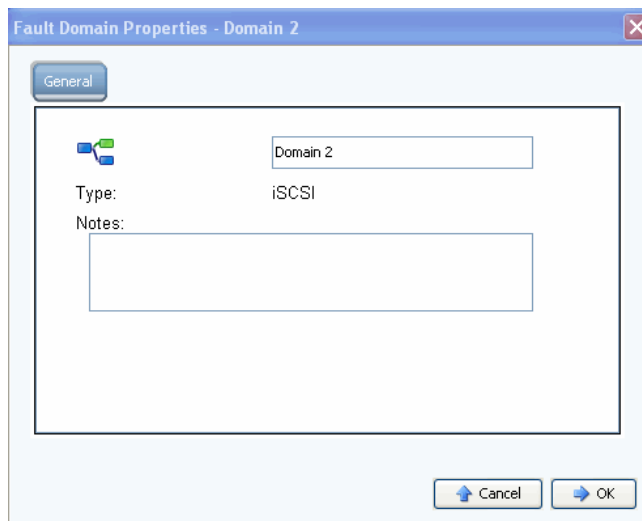 Fault Domain Properties - Domain 2
General
Domain 2
Type: iSCSI
Notes:
Cancel OK